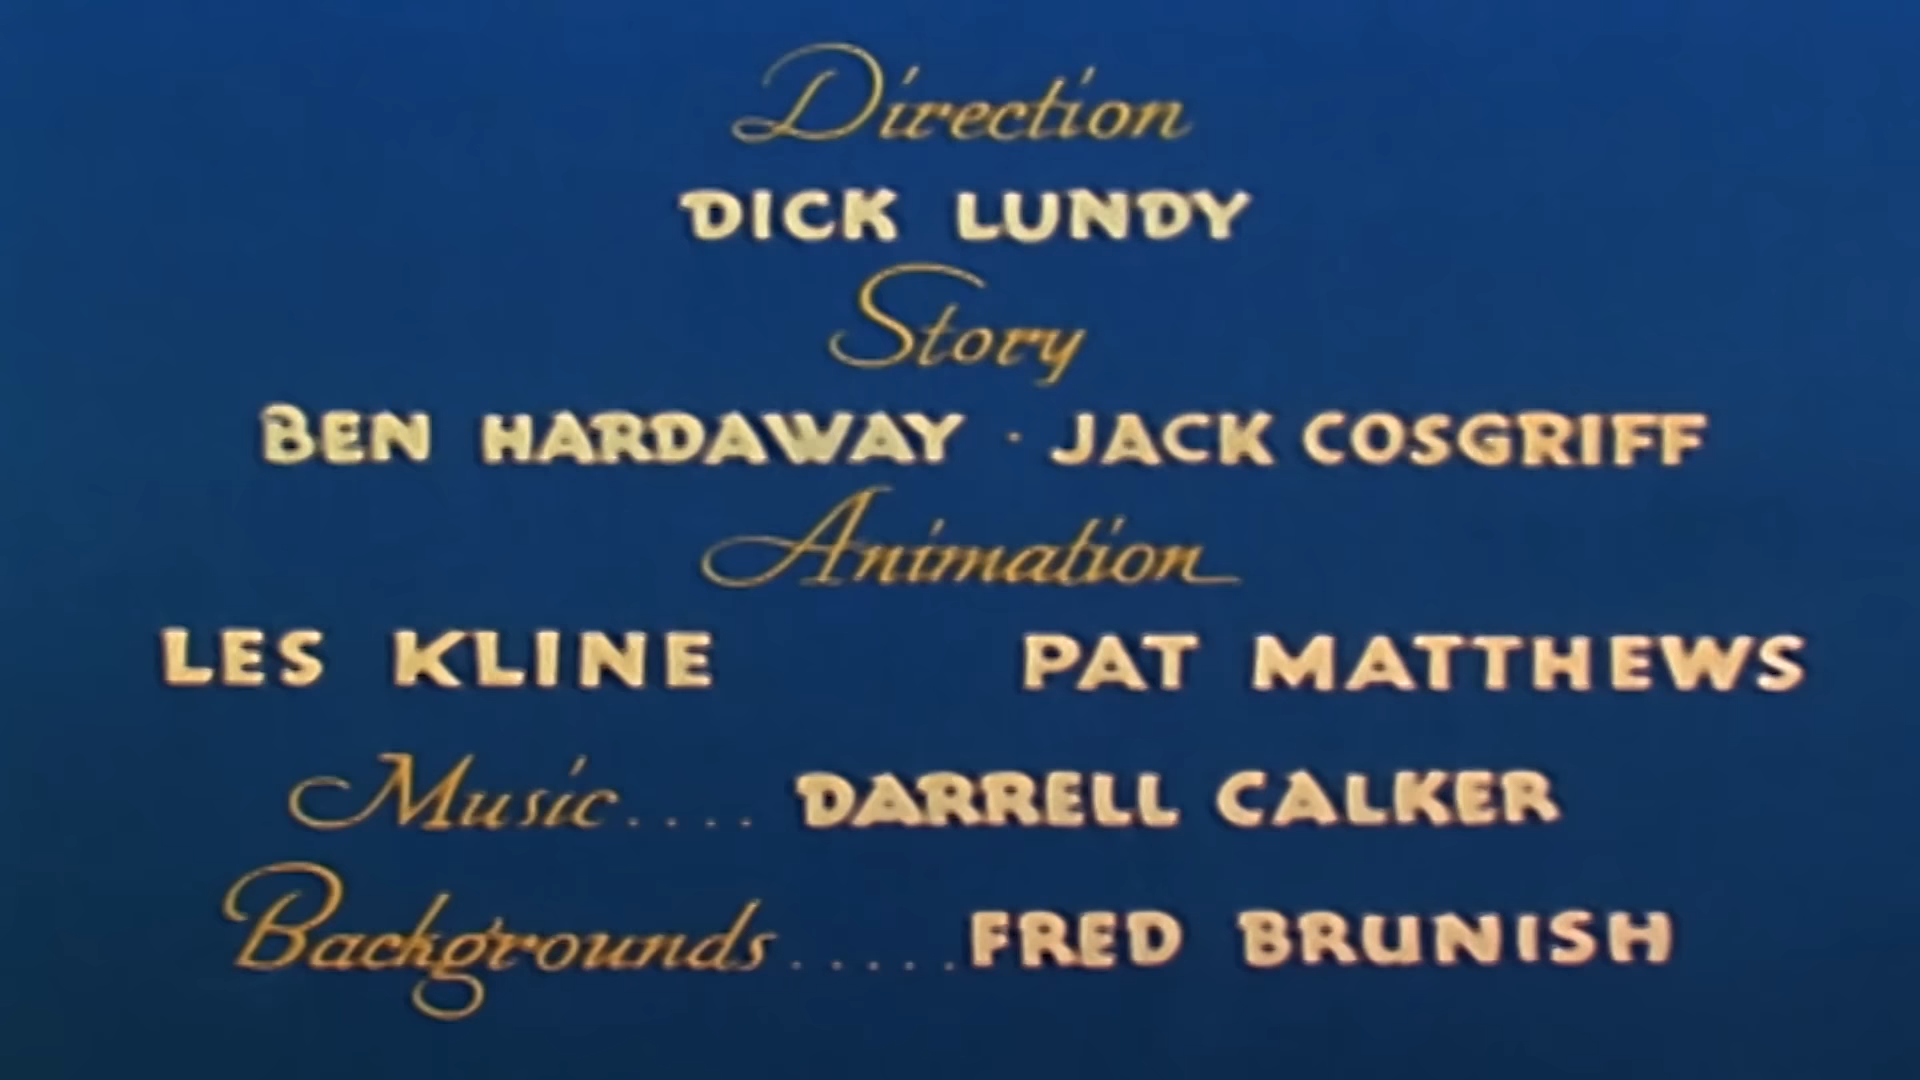 Direction
DICK LUNDY
Story
BEN HARDAWAY · JACK COSGRIFF
Animation
LES KLINE PAT MATTHEWS
Music.... DARRELL CALKER
Backgrounds.....FRED BRUNISH